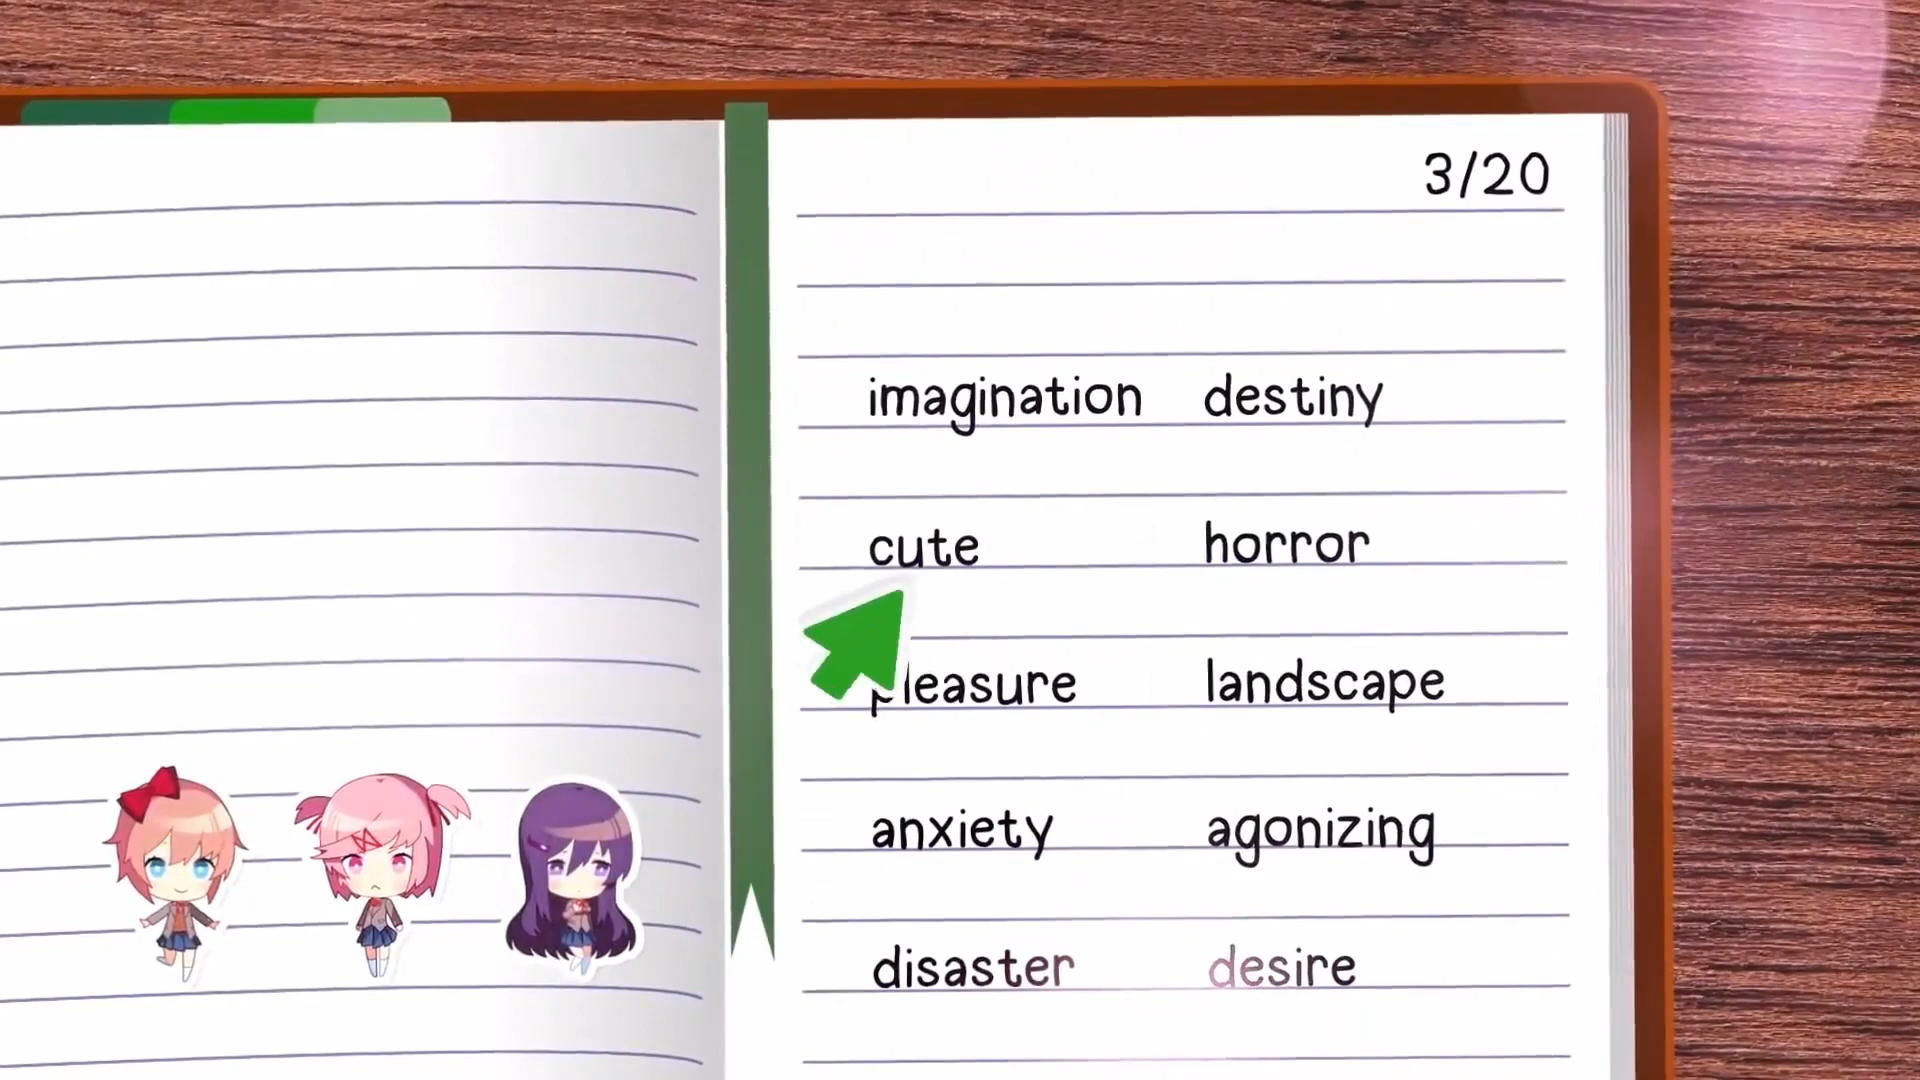 3/20
imagination destiny
cute horror
pleasure landscape
anxiety agonizing
disaster desire